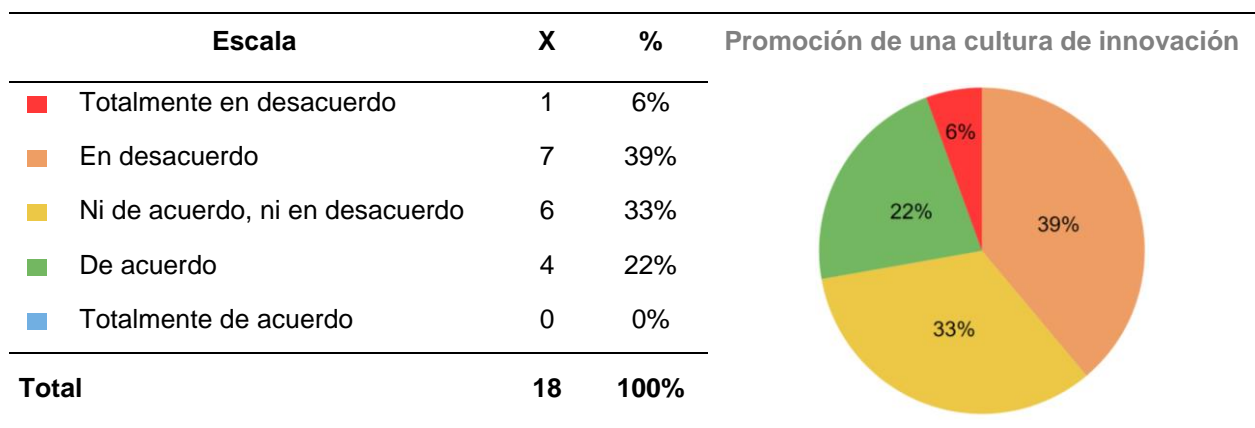 Escala X % Promoción de una cultura de innovación
Totalmente en desacuerdo 1 6%
En desacuerdo 7 39%
Ni de acuerdo, ni en desacuerdo 6 33%
De acuerdo 4 22%
Totalmente de acuerdo 0 0%
Total 18 100%
6%
22%
39%
33%